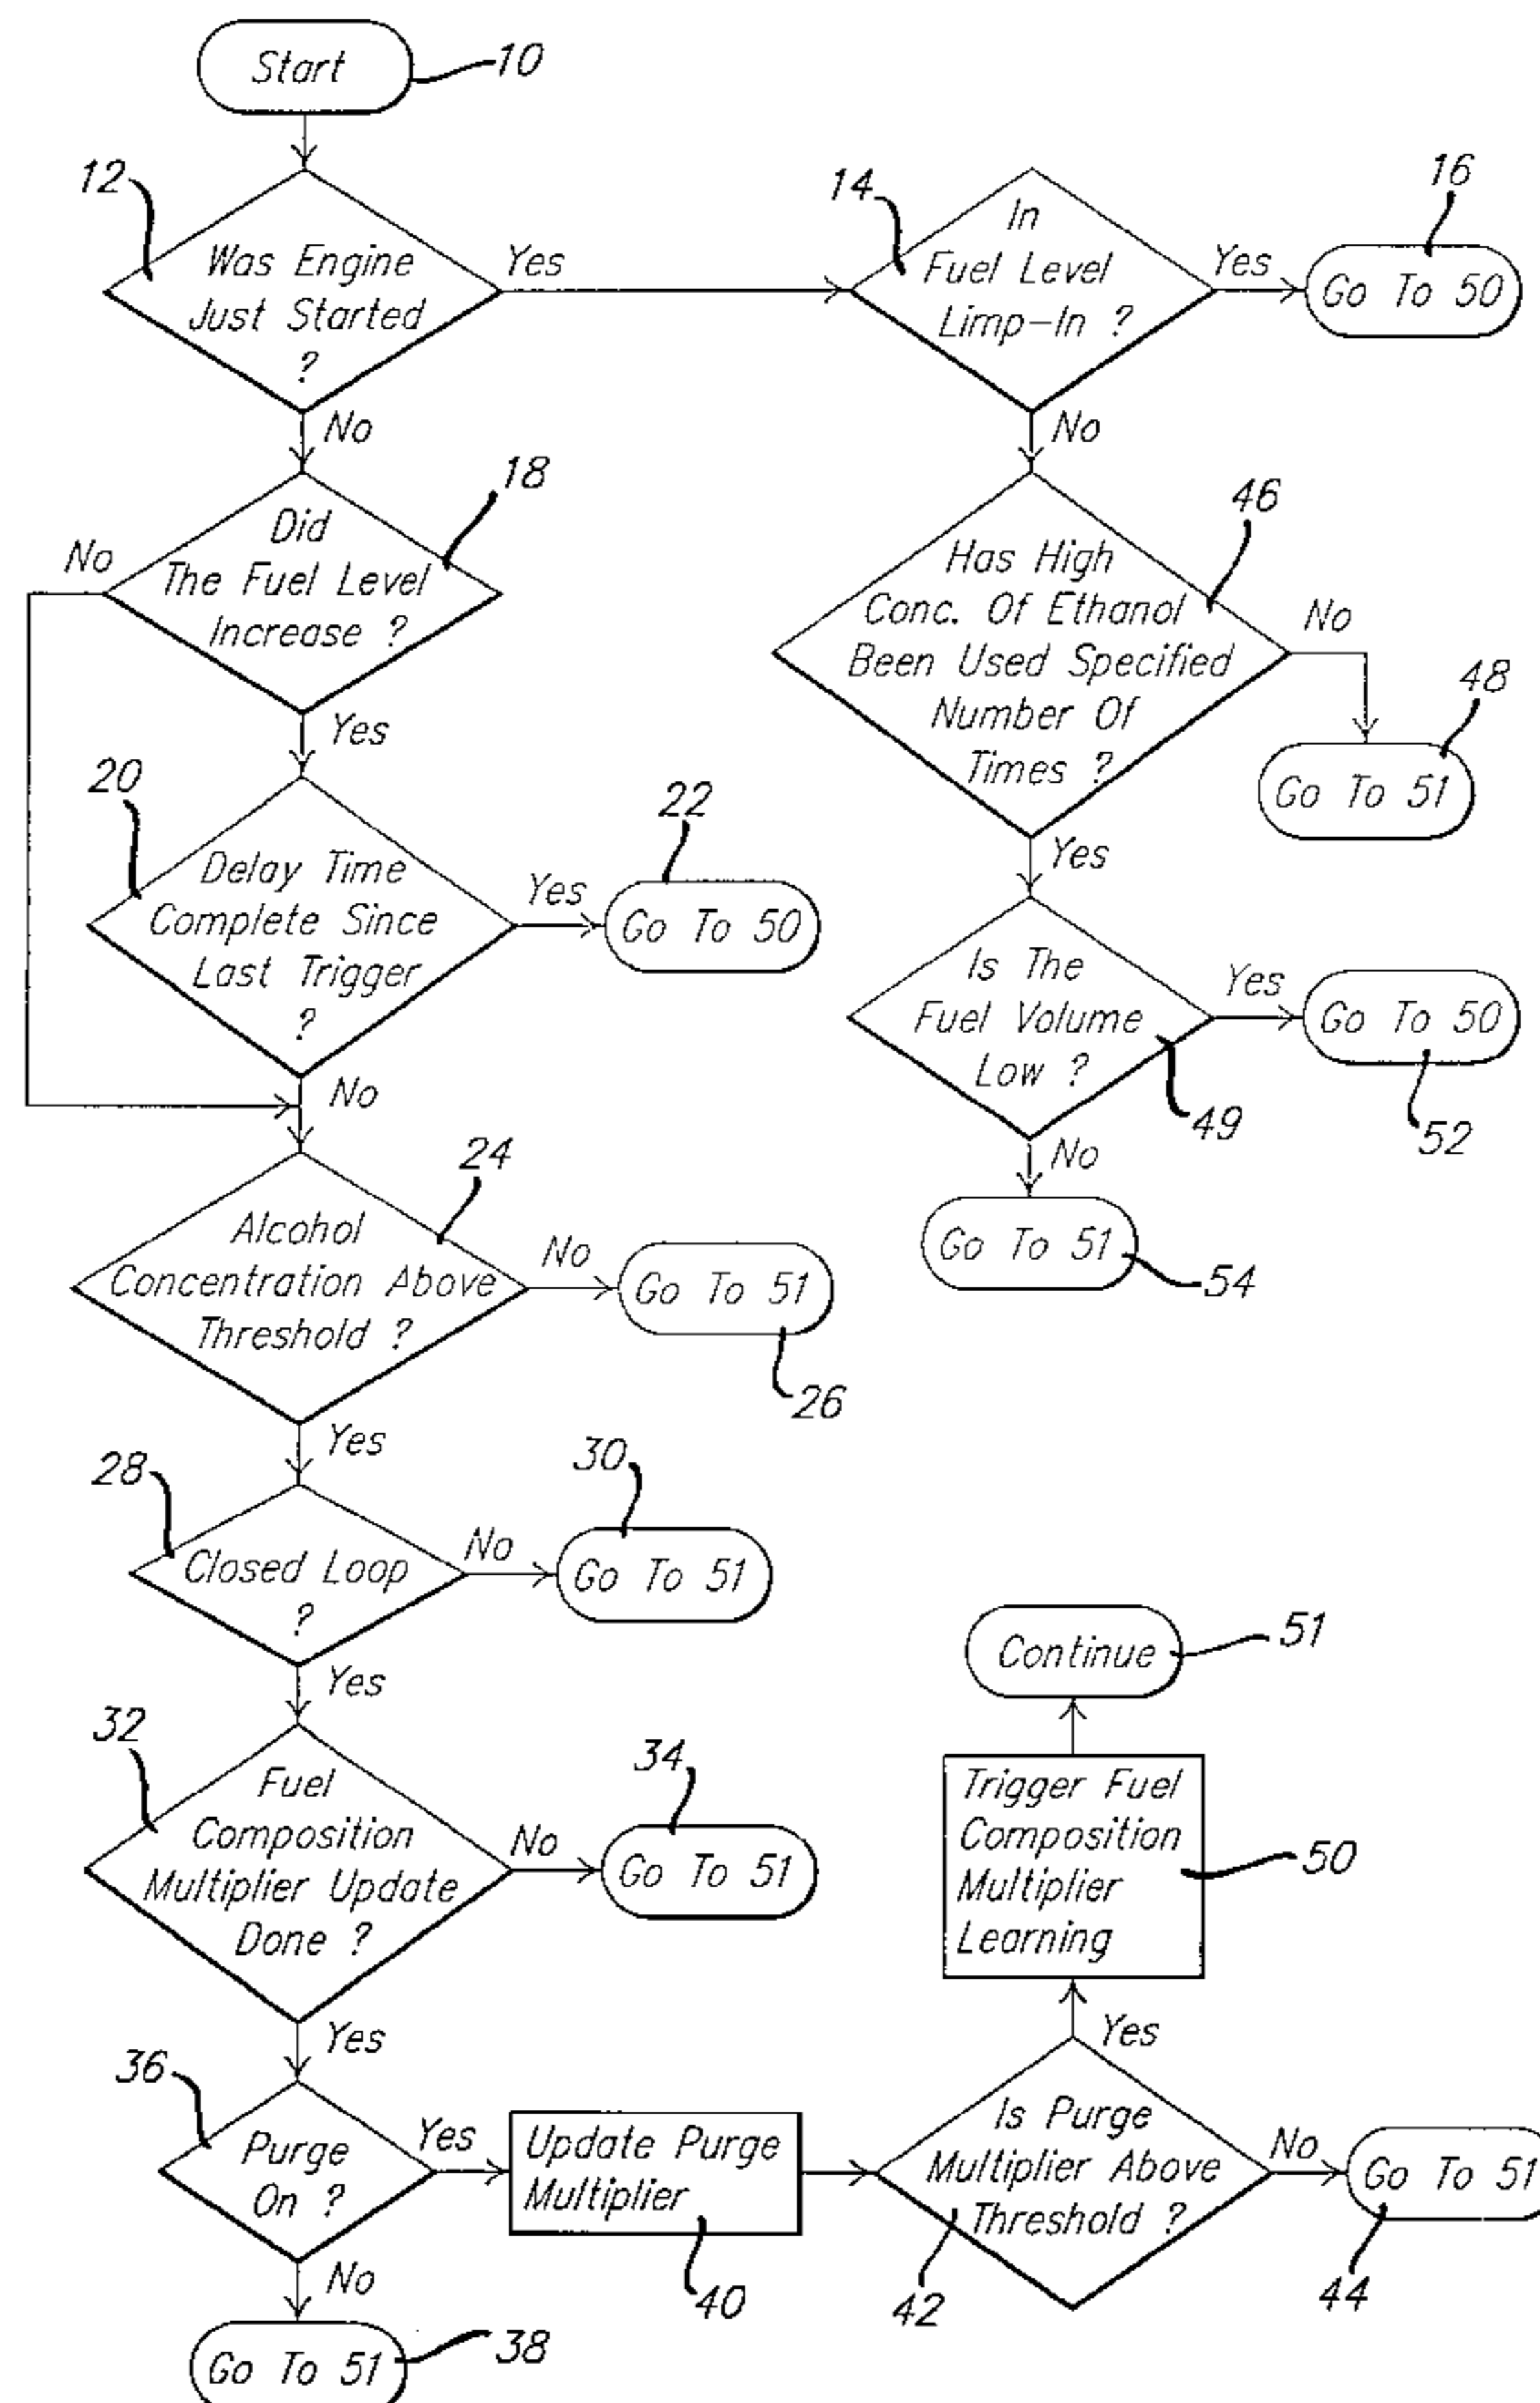 Start
10
12
Was Engine
Just Started
?
Yes
No
14
In
Fuel Level
Limp-In ?
Yes
No
16
Go To 50
18
Did
The Fuel Level
Increase ?
No
Yes
46
Has High
Conc. Of Ethanol
Been Used Specified
Number Of
Times ?
No
Yes
48
Go To 51
20
Delay Time
Complete Since
Last Trigger
?
Yes
No
22
Go To 50
Is The
Fuel Volume
Low ?
49
Yes
No
Go To 50
52
Go To 51
54
24
Alcohol
Concentration Above
Threshold ?
No
Yes
Go To 51
26
28
Closed Loop
?
No
Yes
30
Go To 51
32
Fuel
Composition
Multiplier Update
Done ?
No
Yes
34
Go To 51
Continue
51
Trigger Fuel
Composition
Multiplier
Learning
50
Yes
36
Purge
On ?
Yes
No
Update Purge
Multiplier
40
Is Purge
Multiplier Above
Threshold ?
42
No
Go To 51
44
Go To 51
38